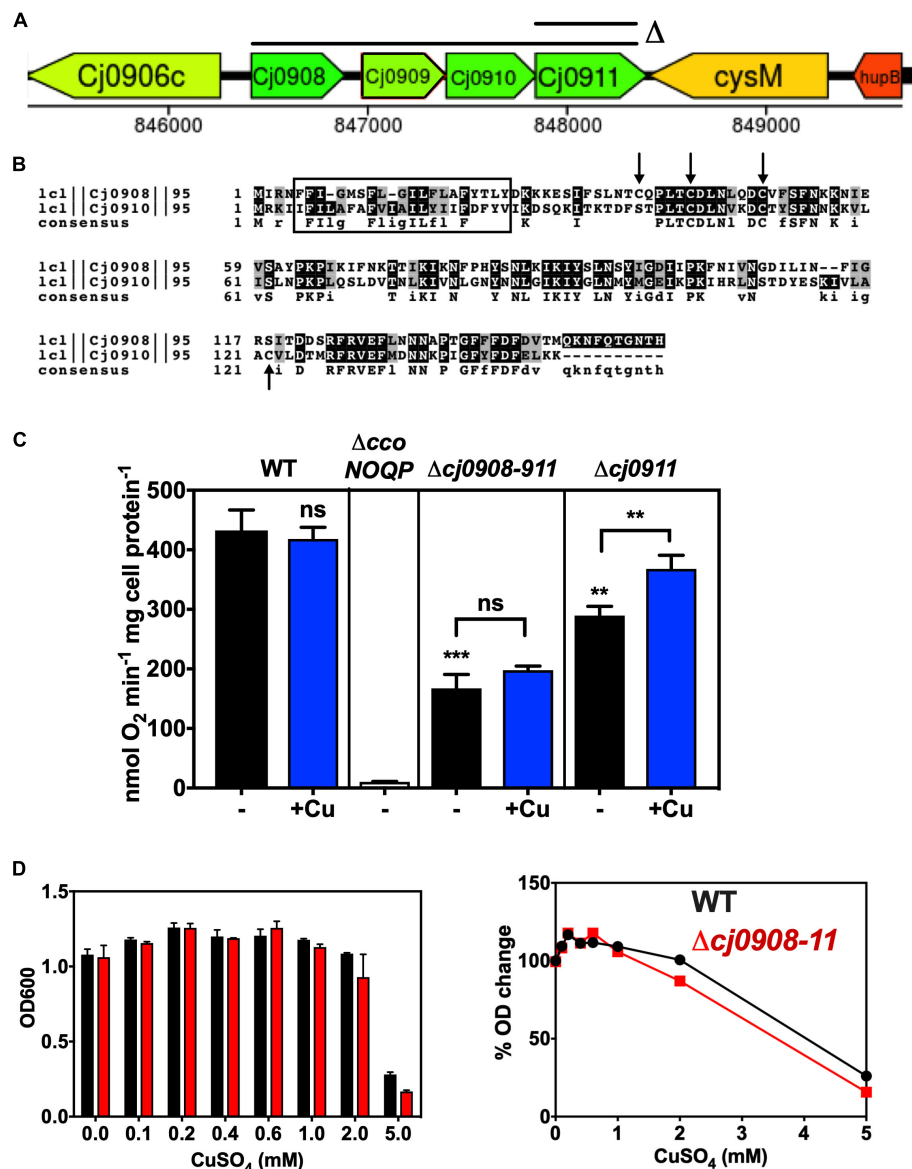 A
Δ
Cj0906c Cj0908 Cj0909 Cj0910 Cj0911 cysM hupB
846000 847000 848000 849000
B
lcl||Cj0908||95 1 MIRNFFI-GMSFLG-ILFLAFYTLYDKKKESIFSLNTCQPLTCDLNLQDCVFSFNKKNIE
lcl||Cj0910||95 1 MRKIIFILAFAFVIAILYIIPDFYVIKDSQKITKTDFSTPLTCDLNVKDCTYSFNNKKVL
consensus 1 M r FIlg FligILfl F K I PLTCDLNl DC fSFN K i
lcl||Cj0908||95 59 VSAYPKPIKIFNKTTIKIKNFPHYSNLKIKIYSLNSYIGDIIPKFNIVNGDILIN--FIG
lcl||Cj0910||95 61 ISLNPKPLQSLDVTNLKIVNLGNYNNLGIKIYGLNMYMGEIKPKIHRLNSTDYESKIVLA
consensus 61 vS PKPi T iKI N YN L IKIY LN YiGdI PK vN ki ig
lcl||Cj0908||95 117 RSITDDSRFRVEFLNNNAPTGFFFDFDVTMQKNFQTGNTH
lcl||Cj0910||95 121 ACVLDTMRFRVEFMDNNKPIGFYFDFELKK----------
consensus 121 i D RFRVEFl NN P GFfFDFdv qknfqtgnth
C
WT Δcco NOQP Δcj0908-911 Δcj0911
nmol O₂ min⁻¹ mg cell protein⁻¹
500
400
300
200
100
0
ns
***
ns
**
**
- +Cu - - +Cu - +Cu
D
OD600
1.5
1.0
0.5
0.0
0.0 0.1 0.2 0.4 0.6 1.0 2.0 5.0
CuSO₄ (mM)
% OD change
150
100
50
0
WT
Δcj0908-11
0 1 2 3 4 5
CuSO₄ (mM)